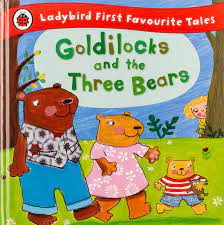 Ladybird First Favourite Tales
Goldilocks
and the
Three Bears